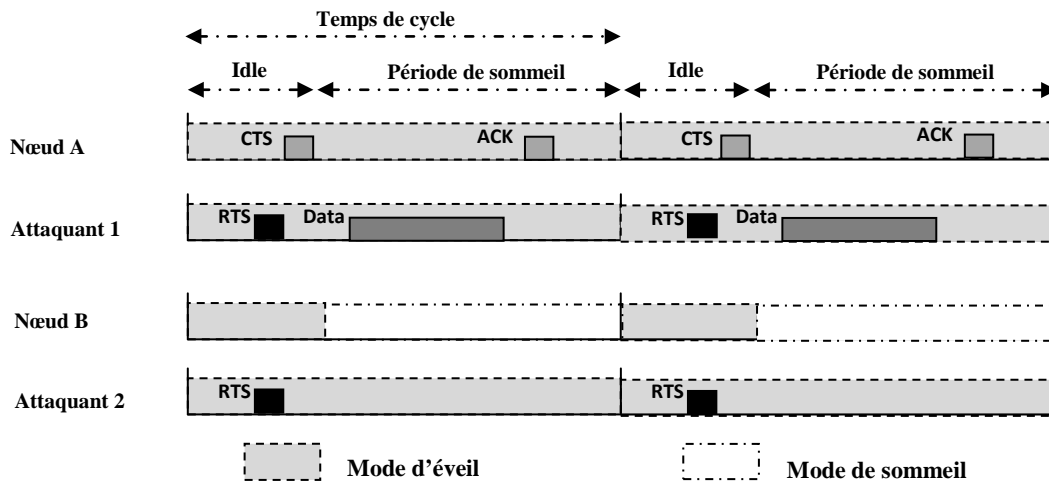 Temps de cycle
Idle Période de sommeil Idle Période de sommeil
Nœud A CTS ACK CTS ACK
Attaquant 1 RTS Data RTS Data
Nœud B
Attaquant 2 RTS RTS
Mode d'éveil Mode de sommeil